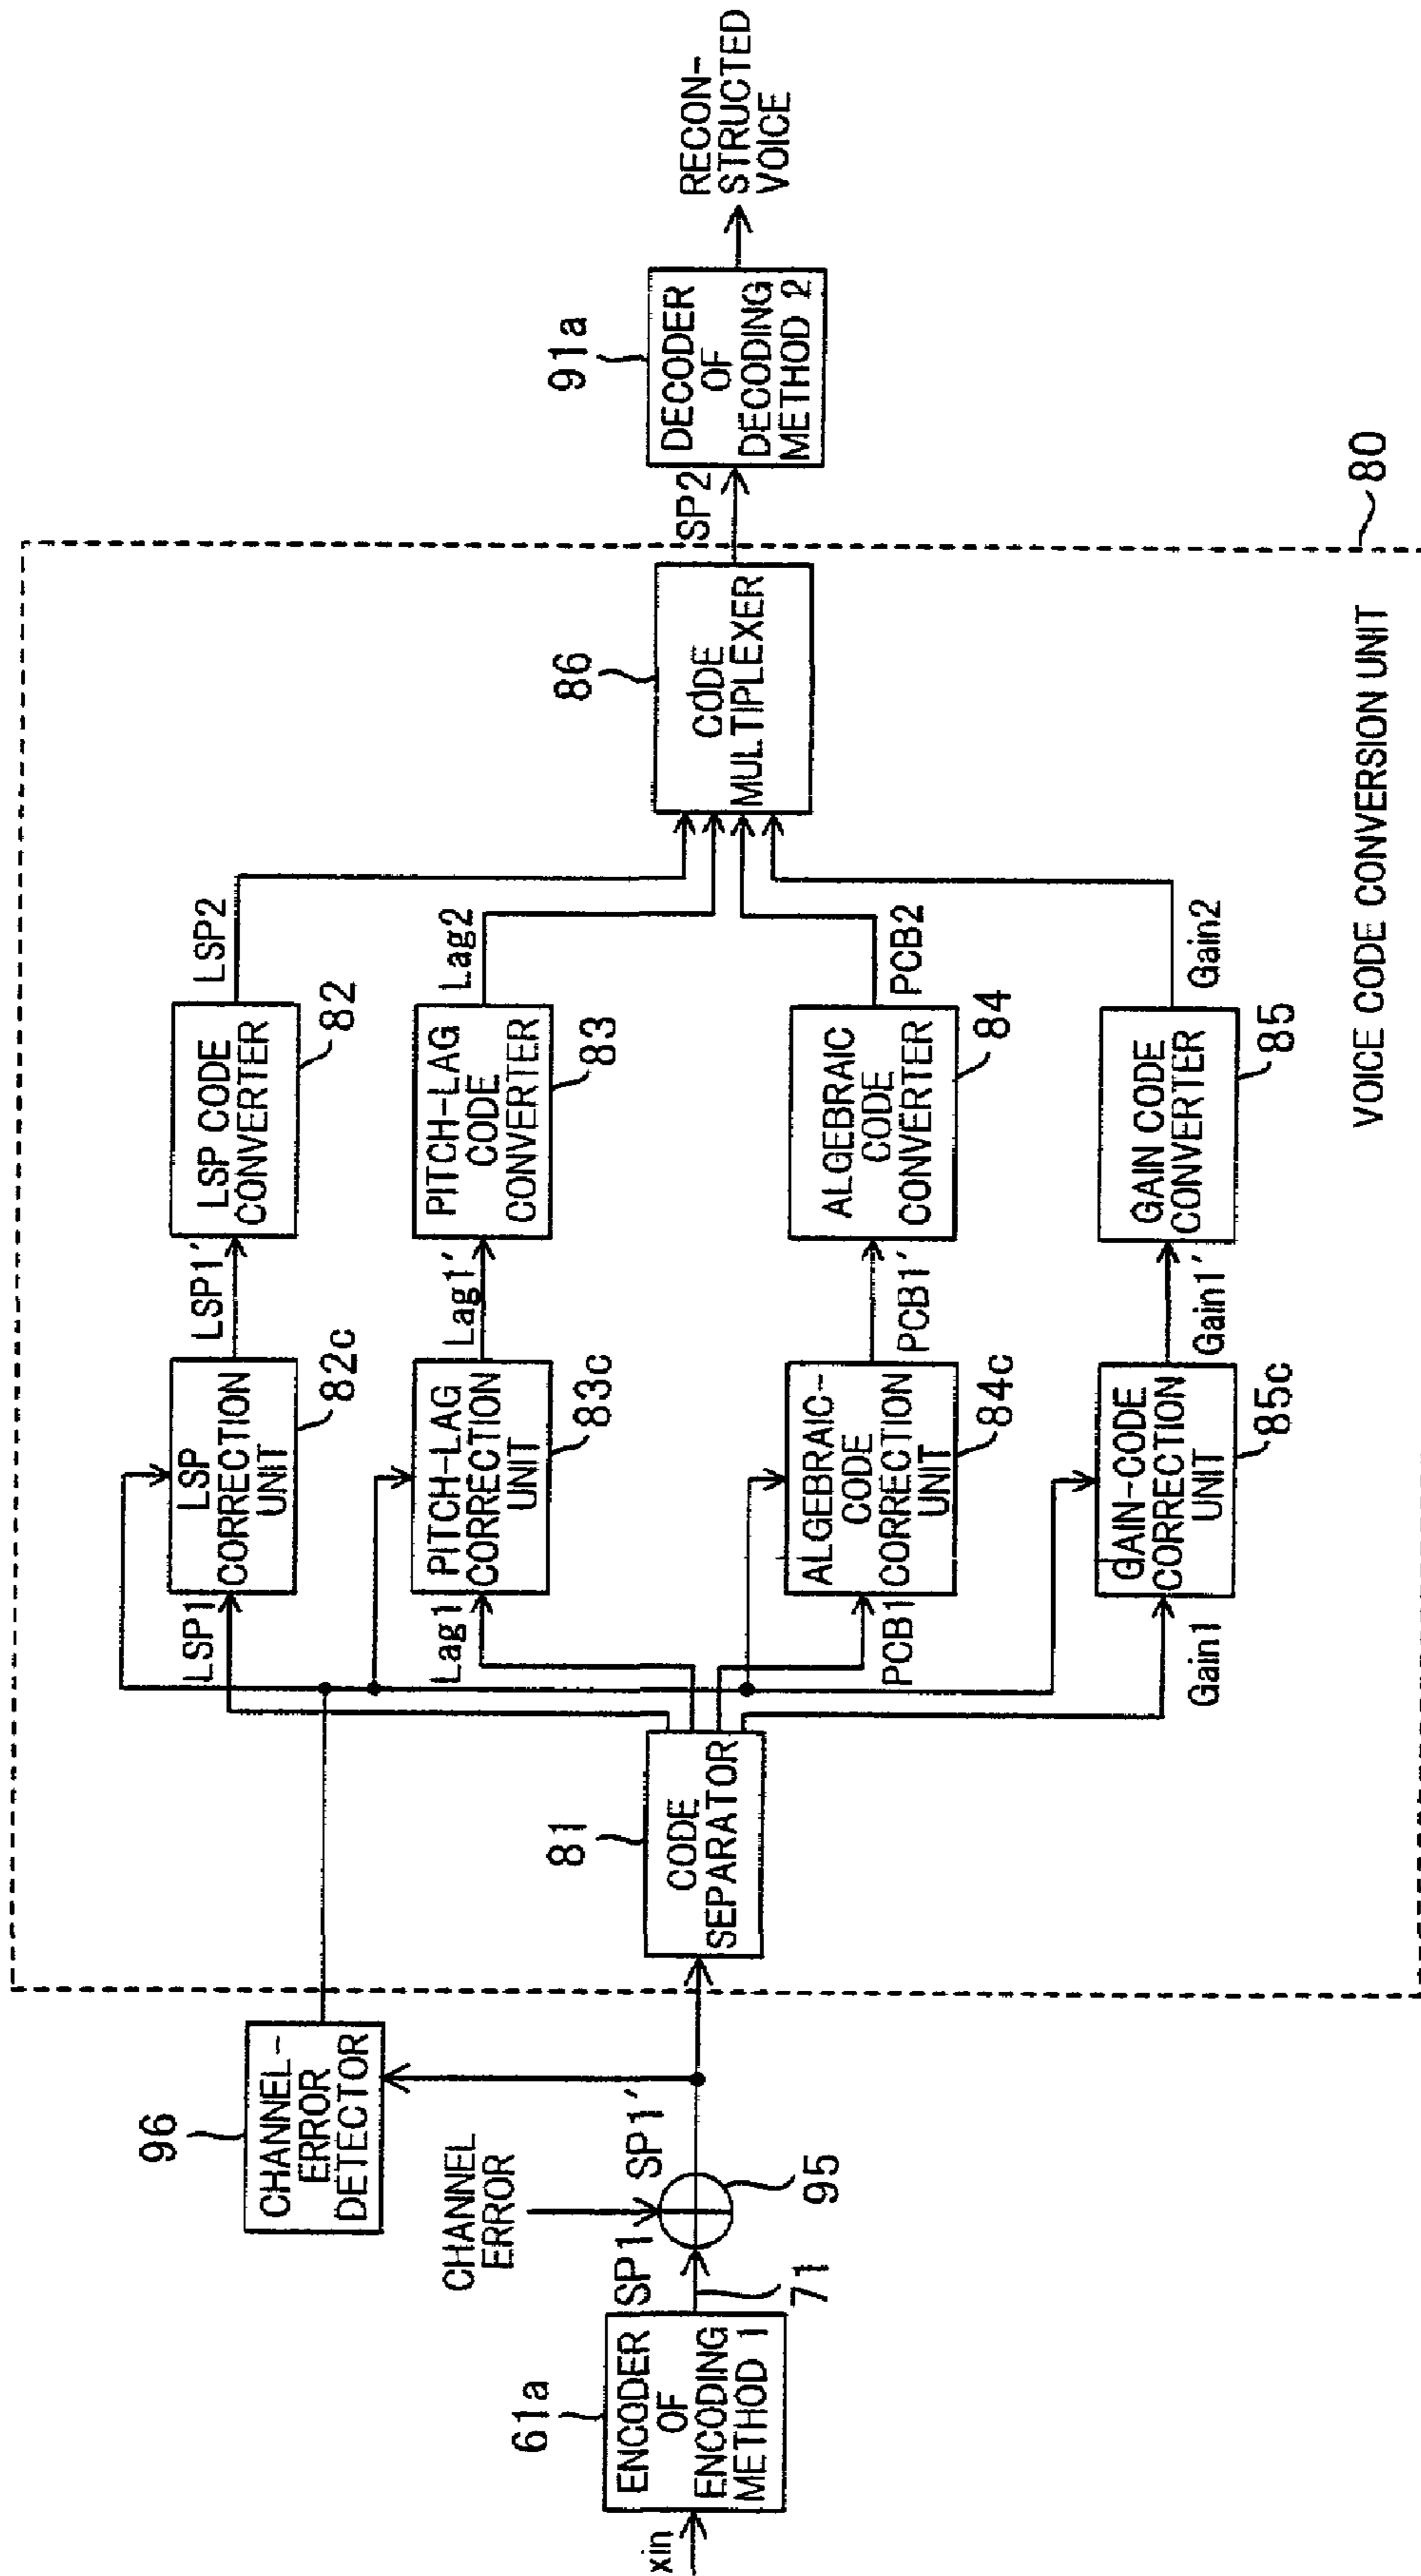 xin
61a
ENCODER
OF
ENCODING
METHOD 1
SP1
71
CHANNEL
ERROR
95
SP1'
96
CHANNEL-
ERROR
DETECTOR
81
CODE
SEPARATOR
LSP1
LSP
CORRECTION
UNIT
82c
LSP1'
LSP CODE
CONVERTER
82
LSP2
Lag1
PITCH-LAG
CORRECTION
UNIT
83c
Lag1'
PITCH-LAG
CODE
CONVERTER
83
Lag2
PCB1
ALGEBRAIC-
CODE
CORRECTION
UNIT
84c
PCB1'
ALGEBRAIC
CODE
CONVERTER
84
PCB2
Gain1
GAIN-CODE
CORRECTION
UNIT
85c
Gain1'
GAIN CODE
CONVERTER
85
Gain2
86
CODE
MULTIPLEXER
SP2
91a
DECODER
OF
DECODING
METHOD 2
RECON-
STRUCTED
VOICE
VOICE CODE CONVERSION UNIT
80